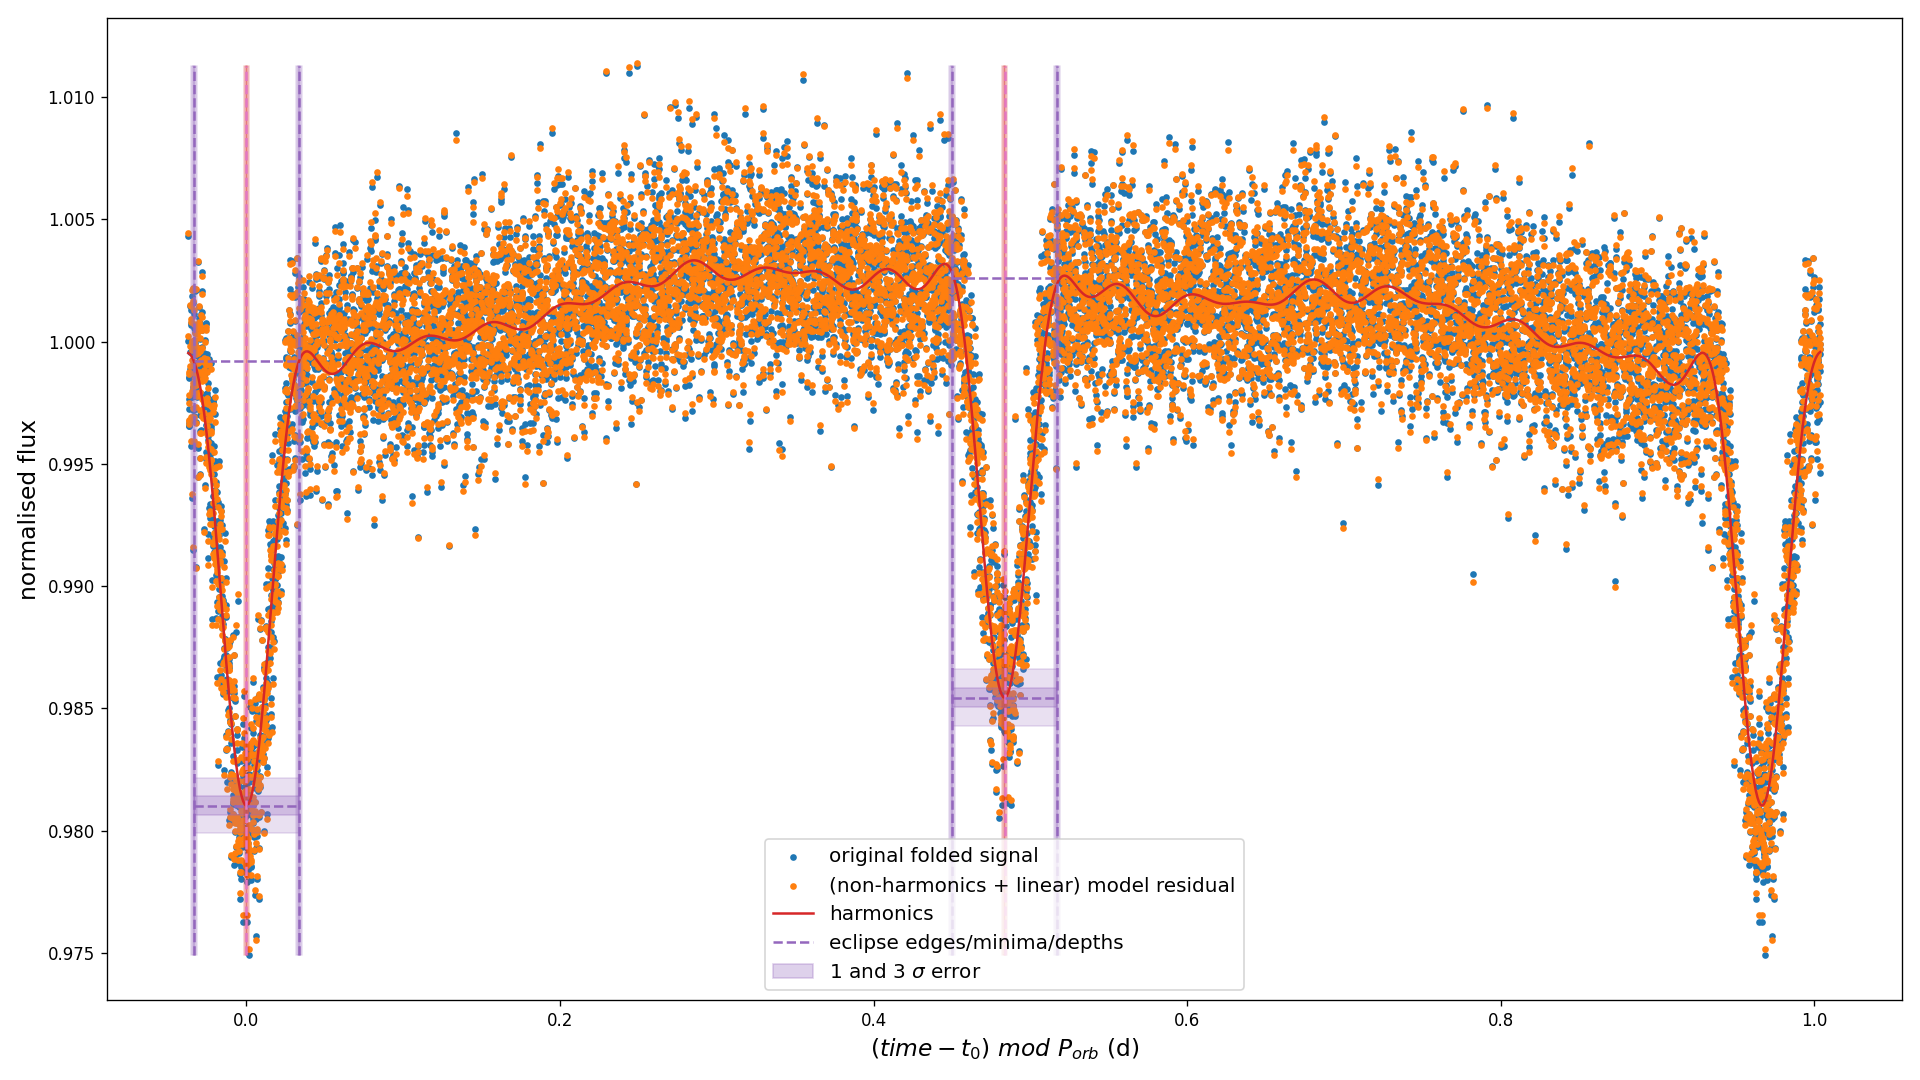 1.010
1.005
1.000
0.995
0.990
0.985
0.980
0.975
normalised flux
original folded signal
(non-harmonics + linear) model residual
harmonics
eclipse edges/minima/depths
1 and 3 σ error
0.0 0.2 0.4 0.6 0.8 1.0
(time − t₀) mod P_orb (d)